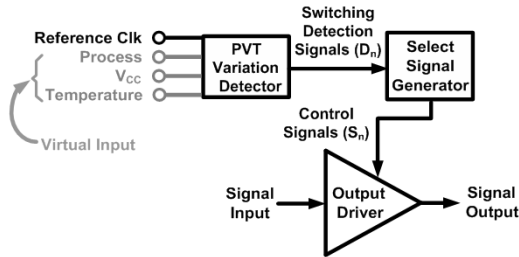 Reference Clk
Process
VCC
Temperature
Virtual Input
PVT
Variation
Detector
Switching
Detection
Signals (Dn)
Select
Signal
Generator
Control
Signals (Sn)
Signal
Input
Output
Driver
Signal
Output